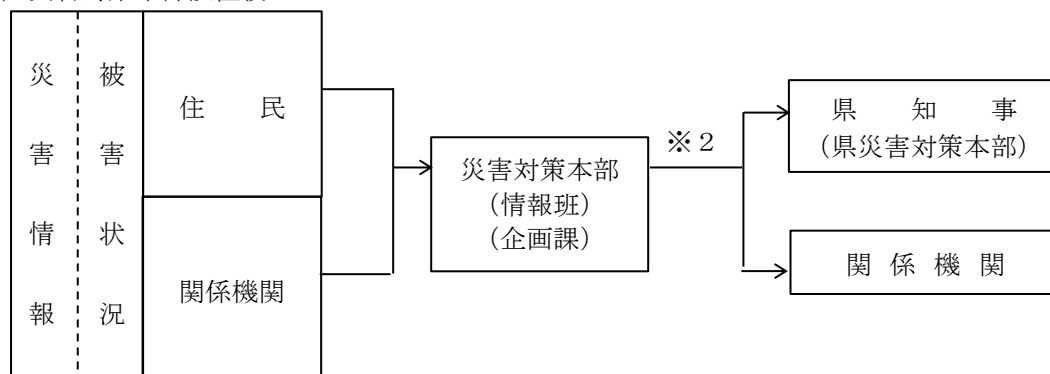 災害情報
被害状況
住民
関係機関
災害対策本部
（情報班）
（企画課）
※２
県知事
（県災害対策本部）
関係機関